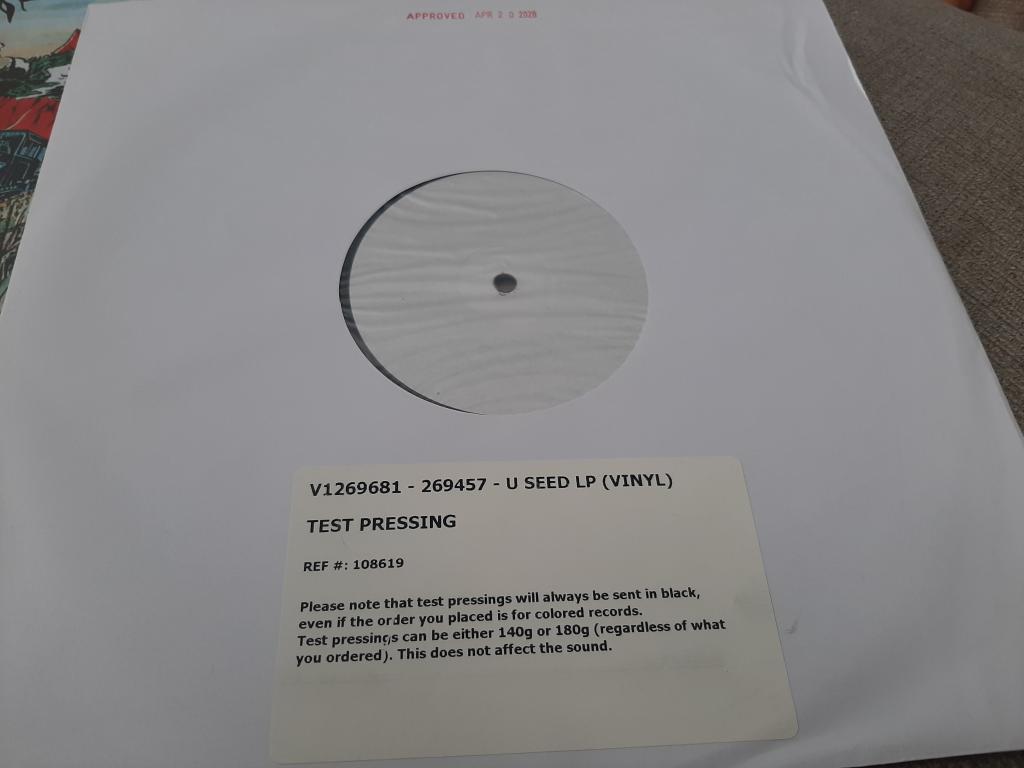 APPROVED APR 2 0 2026
V1269681 - 269457 - U SEED LP (VINYL)
TEST PRESSING
REF #: 108619
Please note that test pressings will always be sent in black,
even if the order you placed is for colored records.
Test pressings can be either 140g or 180g (regardless of what
you ordered). This does not affect the sound.